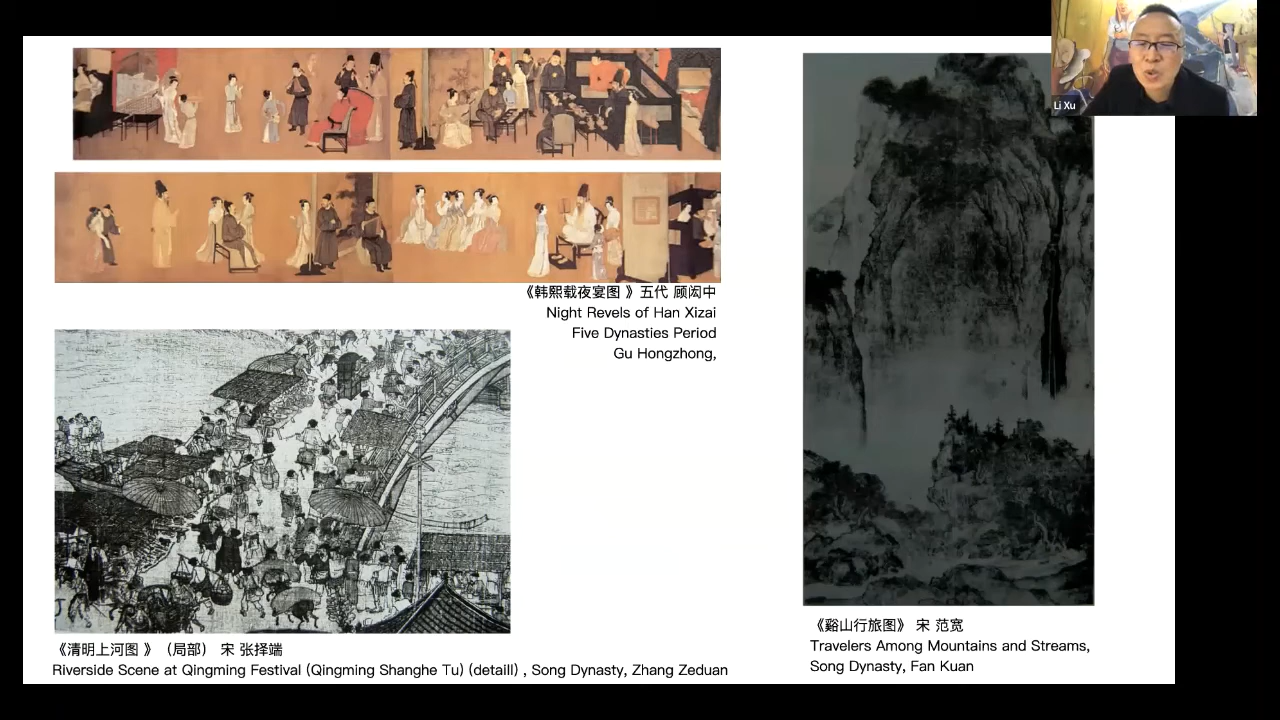 Li Xu
《韩熙载夜宴图 》五代 顾闳中
Night Revels of Han Xizai
Five Dynasties Period
Gu Hongzhong,
《清明上河图 》（局部） 宋 张择端
Riverside Scene at Qingming Festival (Qingming Shanghe Tu) (detaill) , Song Dynasty, Zhang Zeduan
《谿山行旅图》 宋 范宽
Travelers Among Mountains and Streams,
Song Dynasty, Fan Kuan